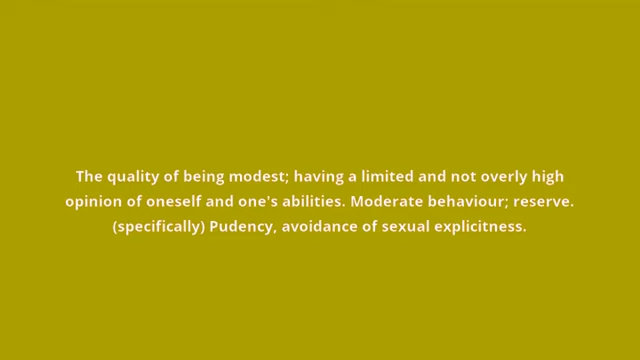 The quality of being modest; having a limited and not overly high
opinion of oneself and one's abilities. Moderate behaviour; reserve.
(specifically) Pudency, avoidance of sexual explicitness.